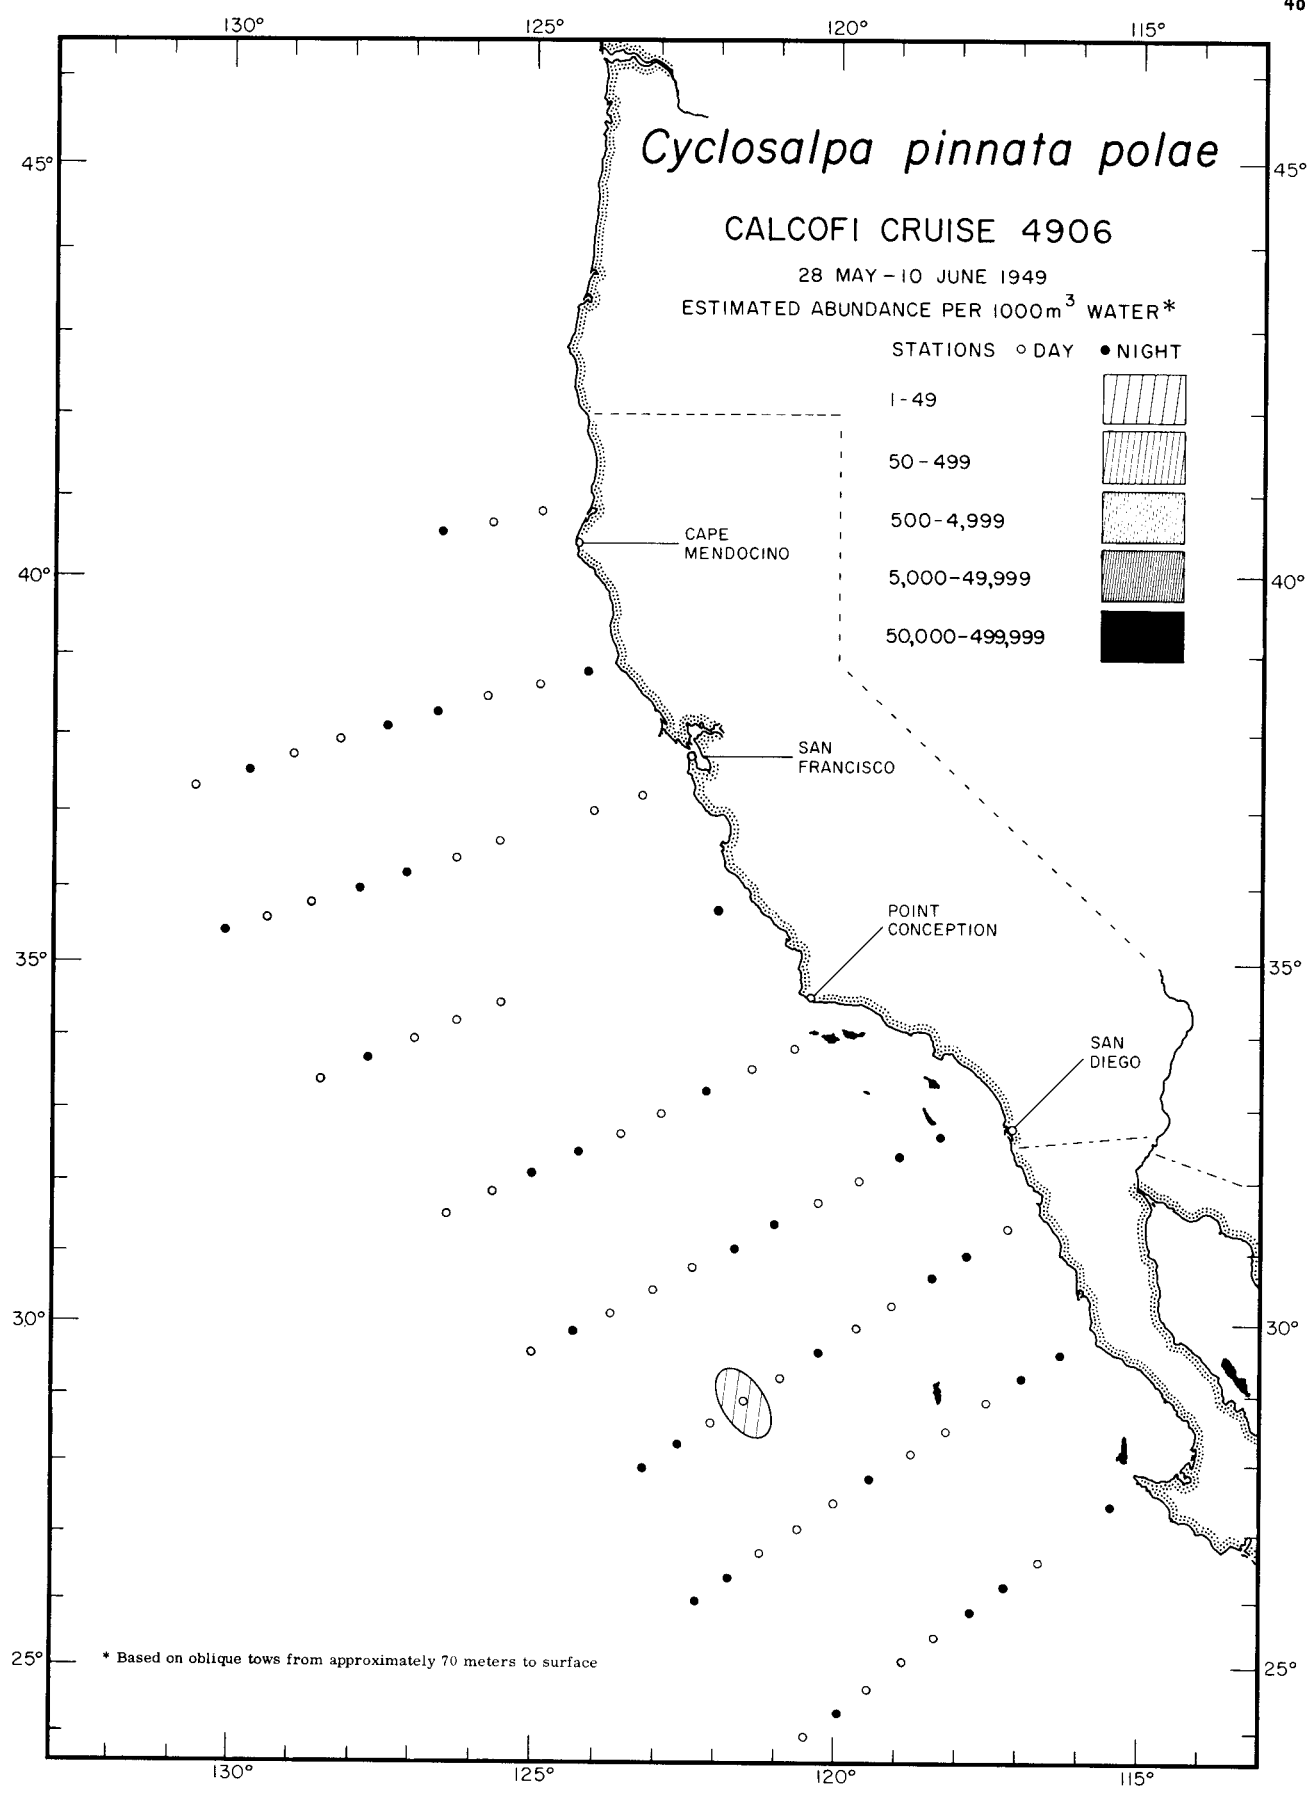 48
130° 125° 120° 115°
Cyclosalpa pinnata polae
45° 45°
CALCOFI CRUISE 4906
28 MAY-10 JUNE 1949
ESTIMATED ABUNDANCE PER 1000m³ WATER*
STATIONS DAY NIGHT
1-49
50-499
500-4,999
CAPE
MENDOCINO
40° 5,000-49,999 40°
50,000-499,999
SAN
FRANCISCO
POINT
CONCEPTION
35° 35°
SAN
DIEGO
30° 30°
* Based on oblique tows from approximately 70 meters to surface
25° 25°
130° 125° 120° 115°